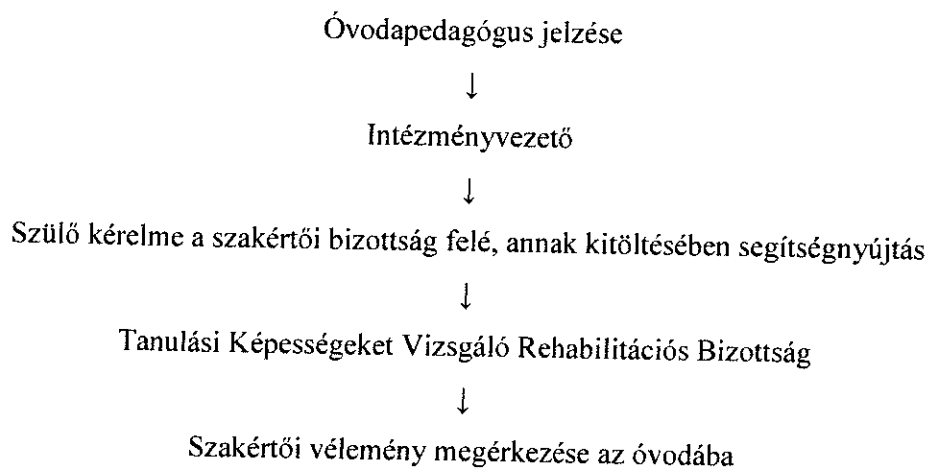 Óvodapedagógus jelzése
↓
Intézményvezető
↓
Szülő kérelme a szakértői bizottság felé, annak kitöltésében segítségnyújtás
↓
Tanulási Képességeket Vizsgáló Rehabilitációs Bizottság
↓
Szakértői vélemény megérkezése az óvodába